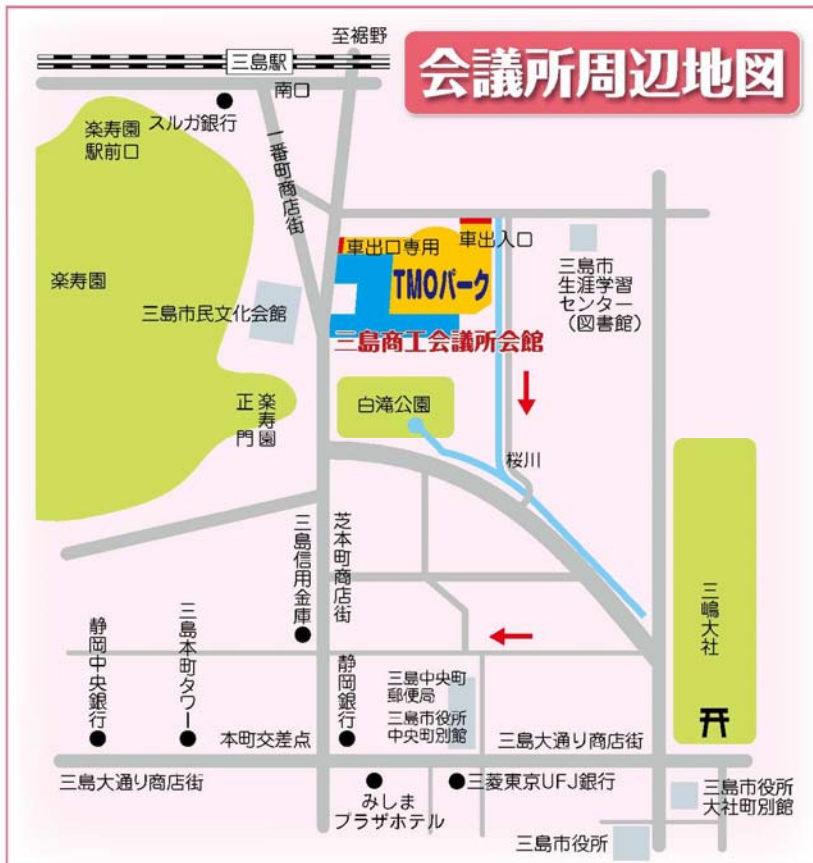 至裾野
会議所周辺地図
三島駅
南口
スルガ銀行
楽寿園
駅前口
一番町商店街
車出口専用
車出入口
TMOパーク
三島市
生涯学習
センター
（図書館）
楽寿園
三島市民文化会館
三島商工会議所会館
楽寿園
正門
白滝公園
桜川
三島信用金庫
芝本町商店街
三嶋大社
静岡中央銀行
三島本町タワー
静岡銀行
三島中央町
郵便局
三島市役所
中央町別館
本町交差点
三島大通り商店街
三島大通り商店街
みしま
プラザホテル
三菱東京UFJ銀行
三島市役所
大社町別館
三島市役所